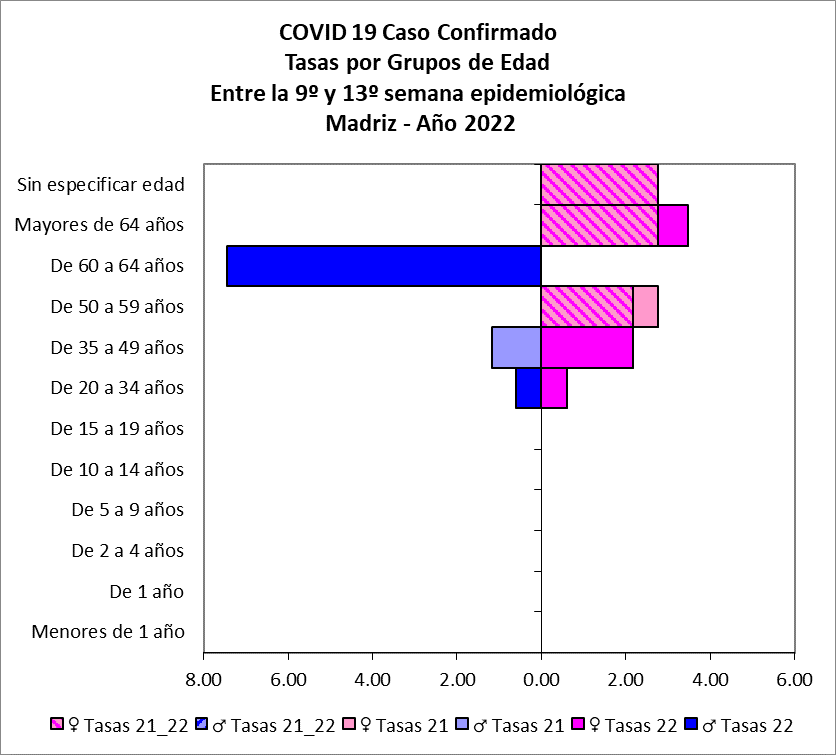 COVID 19 Caso Confirmado
Tasas por Grupos de Edad
Entre la 9º y 13º semana epidemiológica
Madriz - Año 2022
Sin especificar edad
Mayores de 64 años
De 60 a 64 años
De 50 a 59 años
De 35 a 49 años
De 20 a 34 años
De 15 a 19 años
De 10 a 14 años
De 5 a 9 años
De 2 a 4 años
De 1 año
Menores de 1 año
8.00 6.00 4.00 2.00 0.00 2.00 4.00 6.00
♀ Tasas 21_22 ♂ Tasas 21_22 ♀ Tasas 21 ♂ Tasas 21 ♀ Tasas 22 ♂ Tasas 22